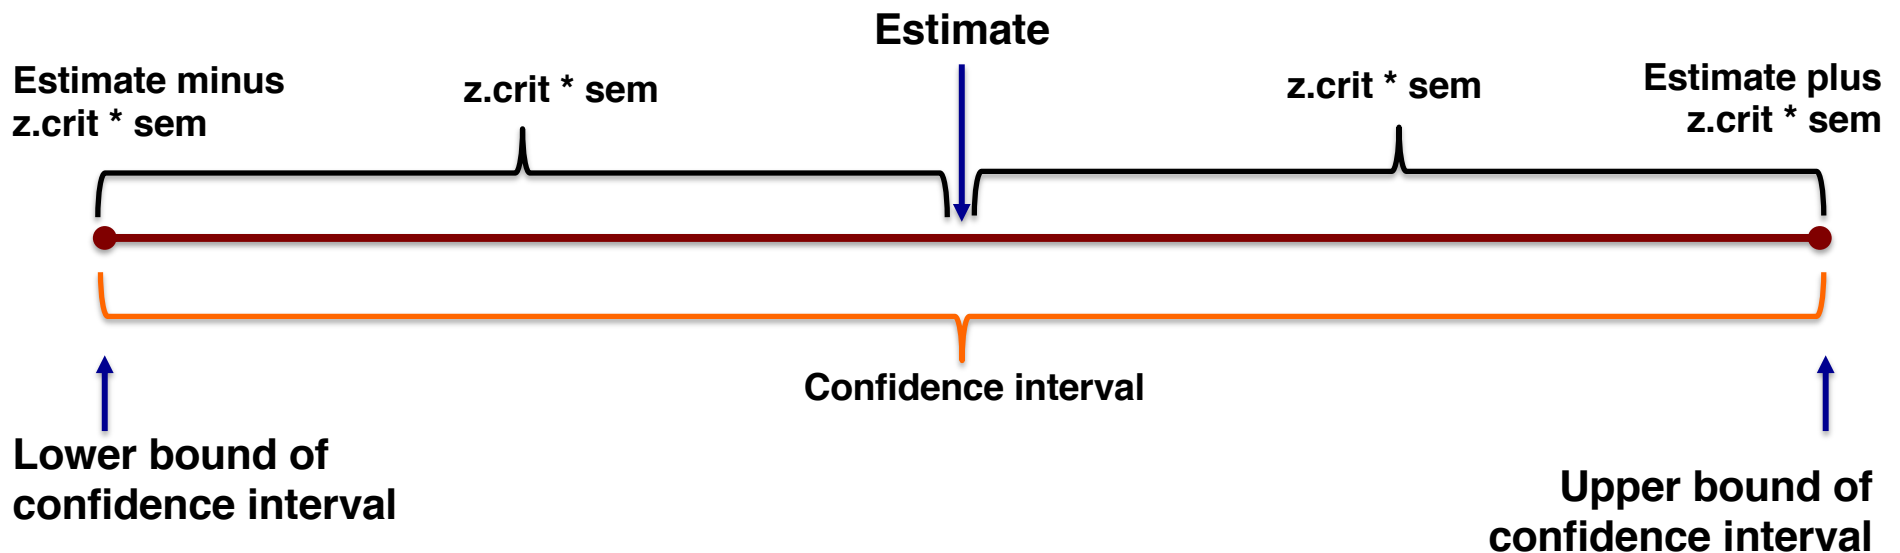 Estimate
Estimate minus
z.crit * sem
z.crit * sem
z.crit * sem
Estimate plus
z.crit * sem
Confidence interval
Lower bound of
confidence interval
Upper bound of
confidence interval